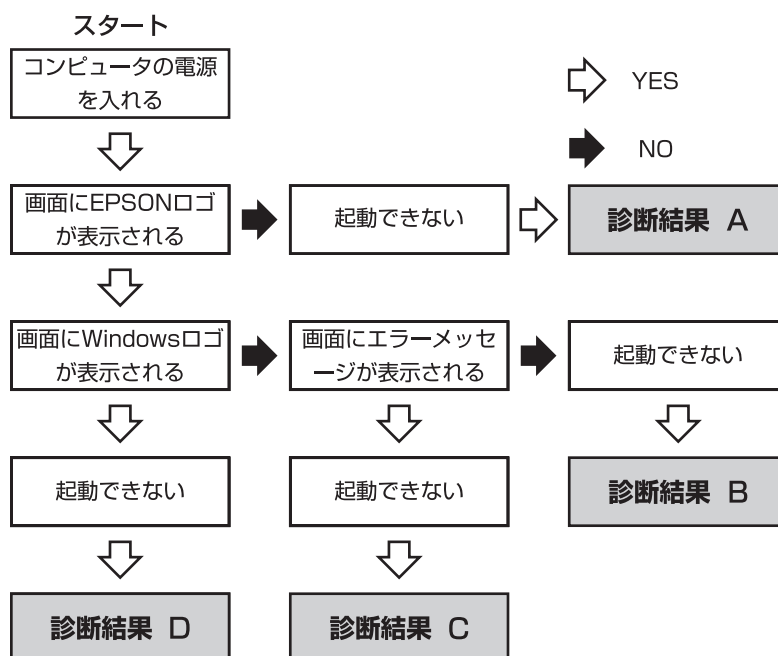 スタート
コンピュータの電源
を入れる
YES
NO
画面にEPSONロゴ
が表示される
起動できない
診断結果 A
画面にWindowsロゴ
が表示される
画面にエラーメッセ
ージが表示される
起動できない
起動できない
起動できない
診断結果 B
診断結果 D
診断結果 C